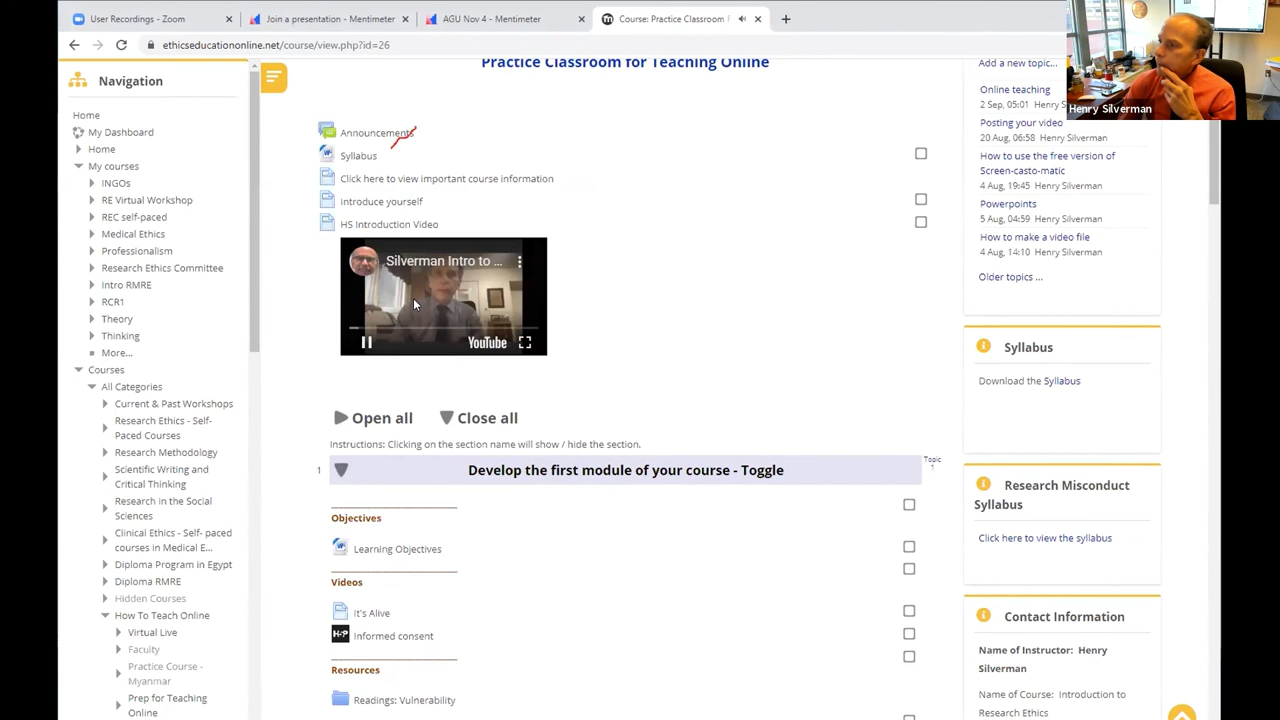 User Recordings - Zoom
Join a presentation - Mentimeter
AGU Nov 4 - Mentimeter
Course: Practice Classroom F
ethicseducationonline.net/course/view.php?id=26
Henry Silverman
Navigation
Home
My Dashboard
Home
My courses
INGOs
RE Virtual Workshop
REC self-paced
Medical Ethics
Professionalism
Research Ethics Committee
Intro RMRE
RCR1
Theory
Thinking
More...
Courses
All Categories
Current & Past Workshops
Research Ethics - Self-
Paced Courses
Research Methodology
Scientific Writing and
Critical Thinking
Research in the Social
Sciences
Clinical Ethics - Self- paced
courses in Medical E...
Diploma Program in Egypt
Diploma RMRE
Hidden Courses
How To Teach Online
Virtual Live
Faculty
Practice Course -
Myanmar
Prep for Teaching
Online
Practice Classroom for Teaching Online
Announcements
Syllabus
Click here to view important course information
Introduce yourself
HS Introduction Video
Silverman Intro to ...
YouTube
Open all
Close all
Instructions: Clicking on the section name will show / hide the section.
1
Develop the first module of your course - Toggle
Topic
1
Objectives
Learning Objectives
Videos
It's Alive
H-P
Informed consent
Resources
Readings: Vulnerability
Add a new topic...
Online teaching
2 Sep, 05:01 Henry S
Posting your video
20 Aug, 06:58 Henry S
How to use the free version of
Screen-casto-matic
4 Aug, 19:45 Henry Silverman
Powerpoints
5 Aug, 04:59 Henry Silverman
How to make a video file
4 Aug, 14:10 Henry Silverman
Older topics ...
Syllabus
Download the Syllabus
Research Misconduct
Syllabus
Click here to view the syllabus
Contact Information
Name of Instructor: Henry
Silverman
Name of Course: Introduction to
Research Ethics